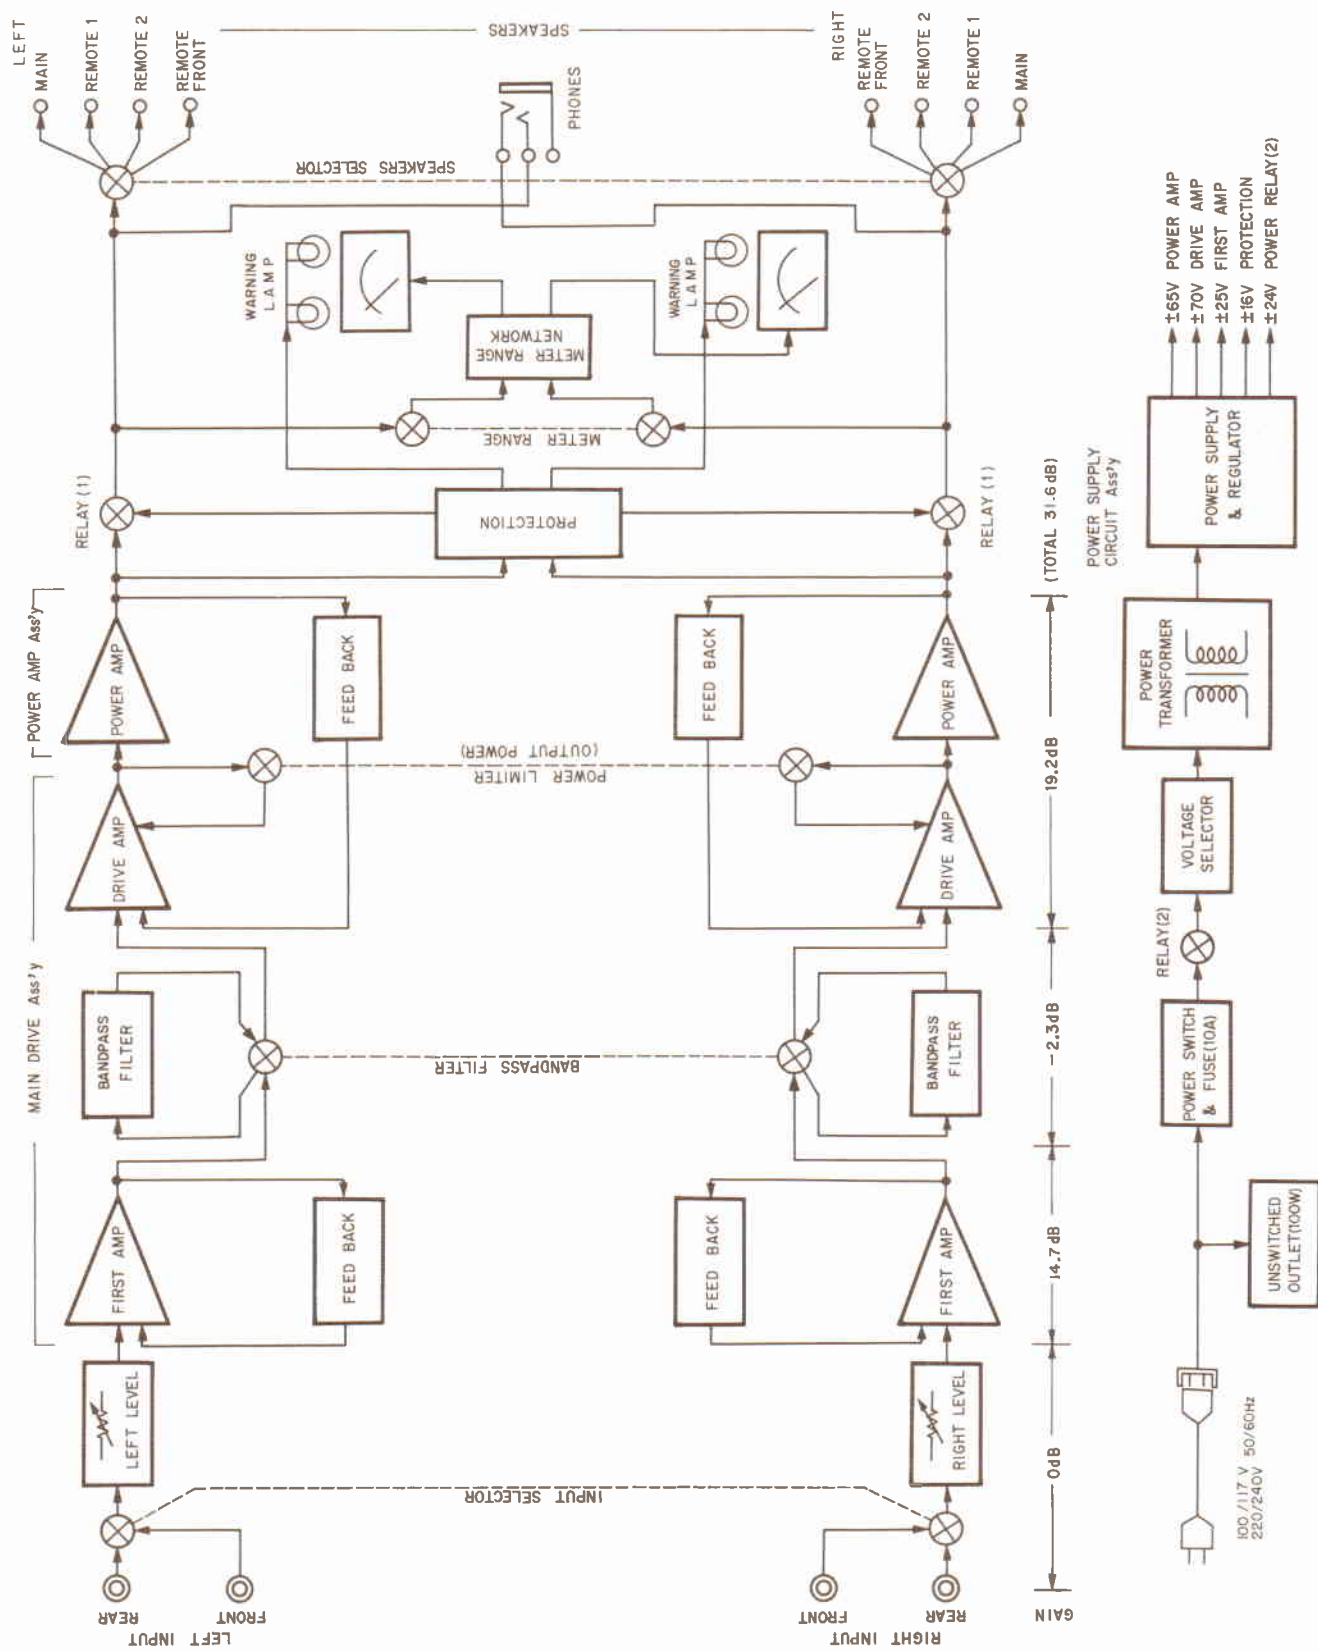 LEFT INPUT
REAR
FRONT
LEFT LEVEL
MAIN DRIVE Ass'y
FIRST AMP
FEED BACK
BANDPASS
FILTER
DRIVE AMP
POWER AMP Ass'y
POWER AMP
FEED BACK
RELAY (1)
WARNING
LAMP
LEFT
MAIN
REMOTE 1
REMOTE 2
REMOTE
FRONT
INPUT SELECTOR
BANDPASS FILTER
POWER LIMITER
(OUTPUT POWER)
PROTECTION
METER RANGE
METER RANGE
NETWORK
SPEAKERS SELECTOR
PHONES
SPEAKERS
RIGHT INPUT
FRONT
REAR
RIGHT LEVEL
FEED BACK
FIRST AMP
BANDPASS
FILTER
FEED BACK
DRIVE AMP
POWER AMP
RELAY (1)
WARNING
LAMP
RIGHT
REMOTE
FRONT
REMOTE 2
REMOTE 1
MAIN
GAIN
0dB
14.7dB
-2.3dB
19.2dB
(TOTAL 31.6dB)
100/117 V 50/60Hz
220/240V
UNSWITCHED
OUTLET(100W)
POWER SWITCH
& FUSE(10A)
RELAY(2)
VOLTAGE
SELECTOR
POWER
TRANSFORMER
POWER SUPPLY
CIRCUIT Ass'y
POWER SUPPLY
& REGULATOR
±65V POWER AMP
±70V DRIVE AMP
±25V FIRST AMP
±16V PROTECTION
±24V POWER RELAY(2)